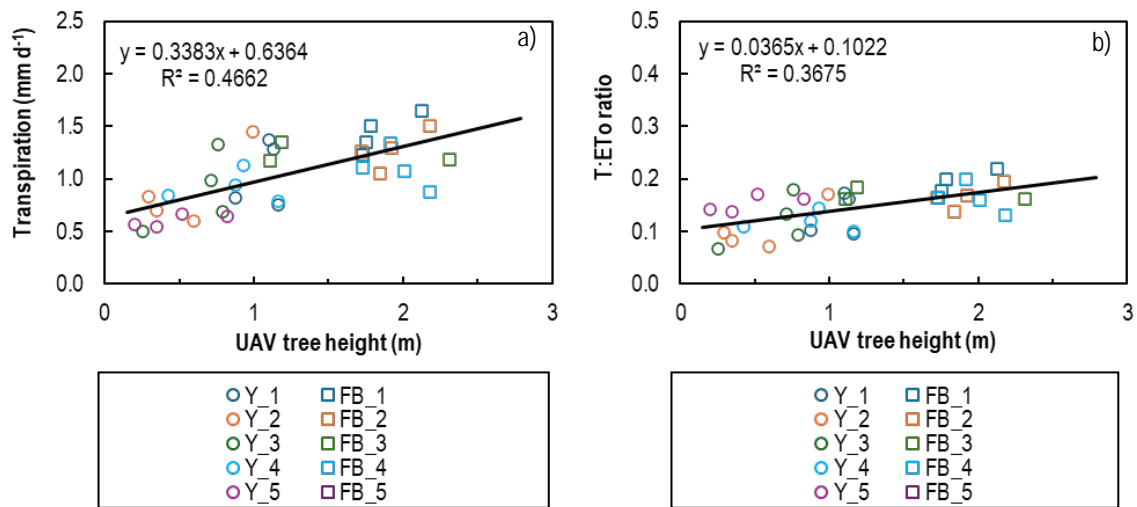 a)
y = 0.3383x + 0.6364
R² = 0.4662
Transpiration (mm d⁻¹)
2.5
2.0
1.5
1.0
0.5
0.0
0
1
2
3
UAV tree height (m)
Y_1 FB_1
Y_2 FB_2
Y_3 FB_3
Y_4 FB_4
Y_5 FB_5
b)
y = 0.0365x + 0.1022
R² = 0.3675
T:ETo ratio
0.5
0.4
0.3
0.2
0.1
0.0
0
1
2
3
UAV tree height (m)
Y_1 FB_1
Y_2 FB_2
Y_3 FB_3
Y_4 FB_4
Y_5 FB_5